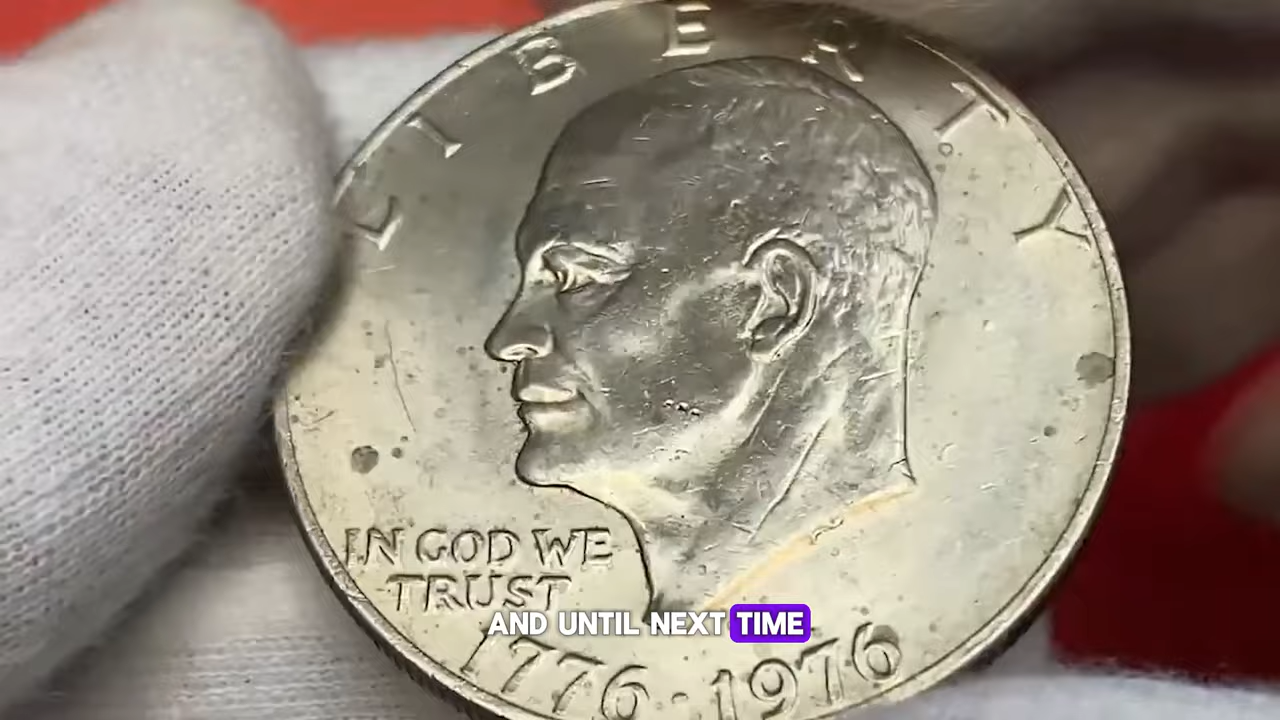 LIBERTY
IN GOD WE
TRUST
AND UNTIL NEXT TIME
1776-1976